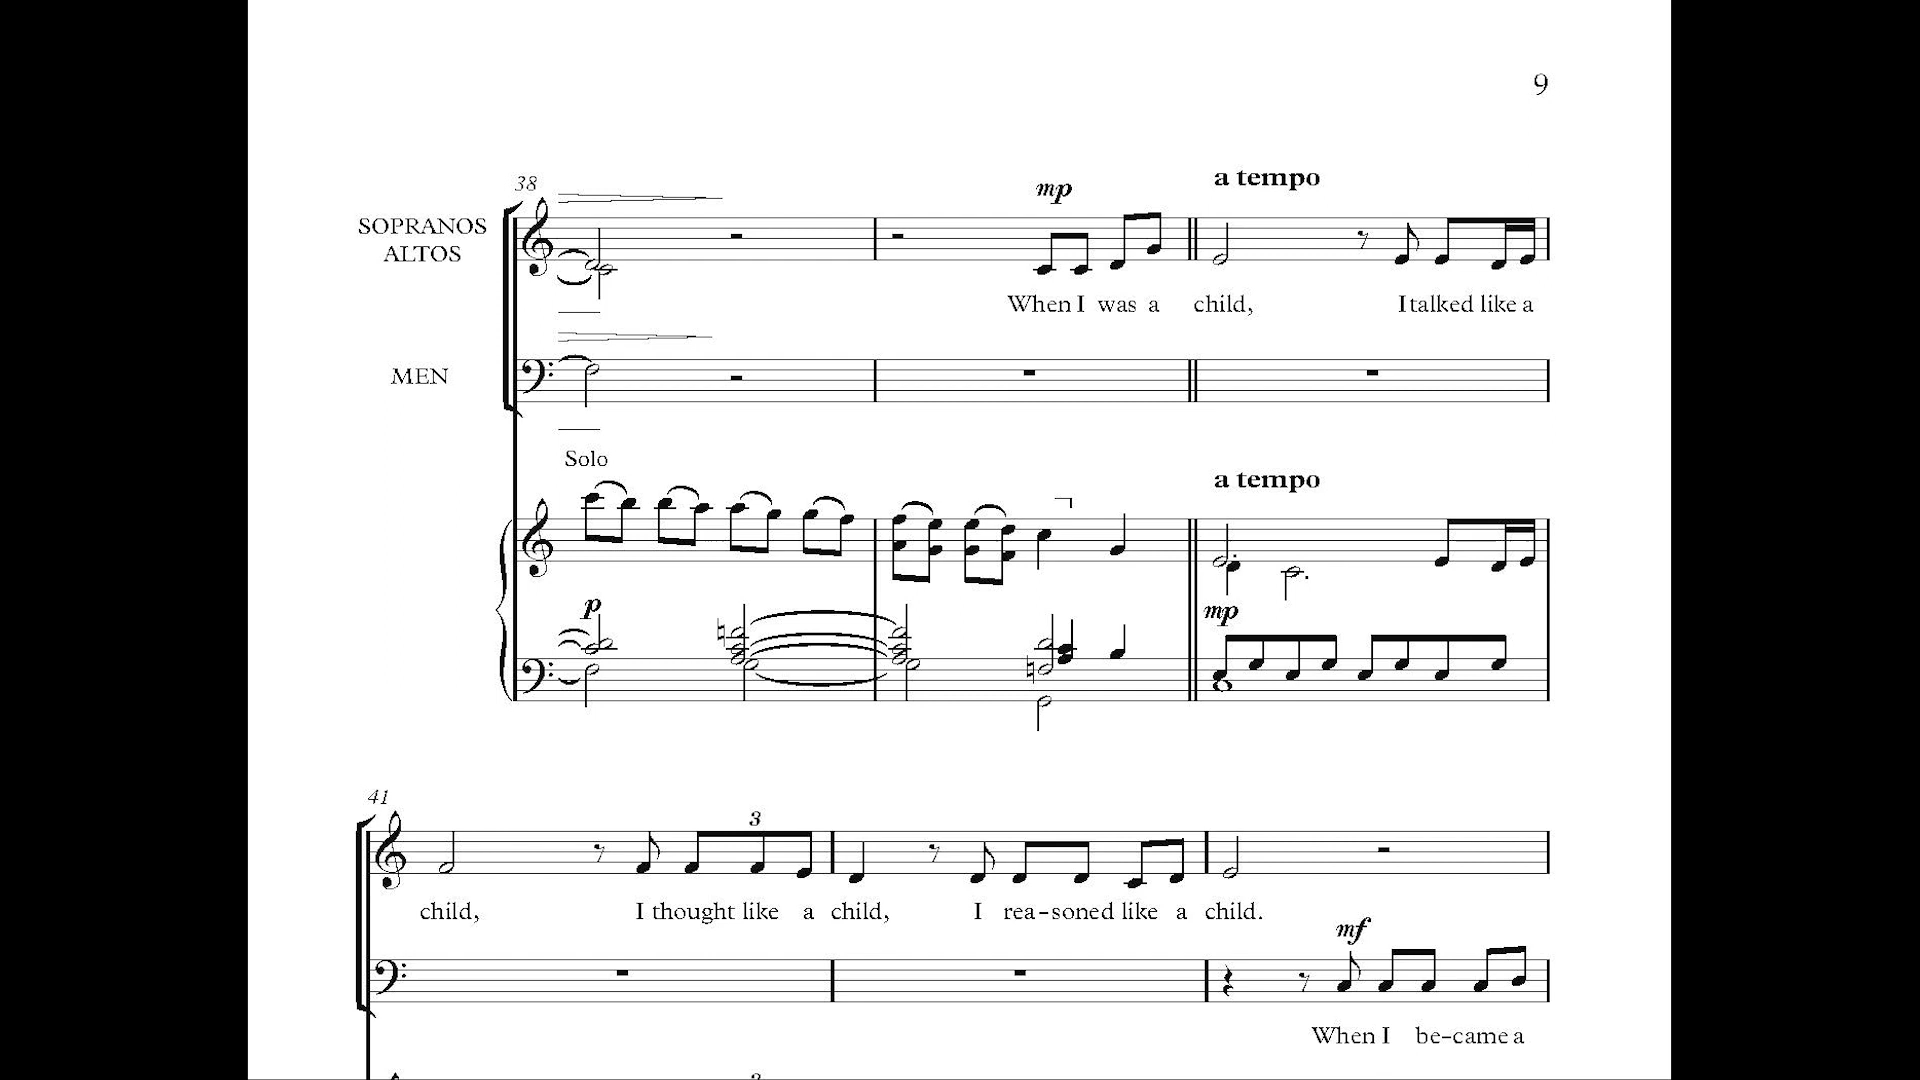 9
38
mp
a tempo
SOPRANOS
ALTOS
When I was a child, I talked like a
MEN
Solo
a tempo
p
mp
41
3
child, I thought like a child, I rea-soned like a child.
mf
When I be-came a